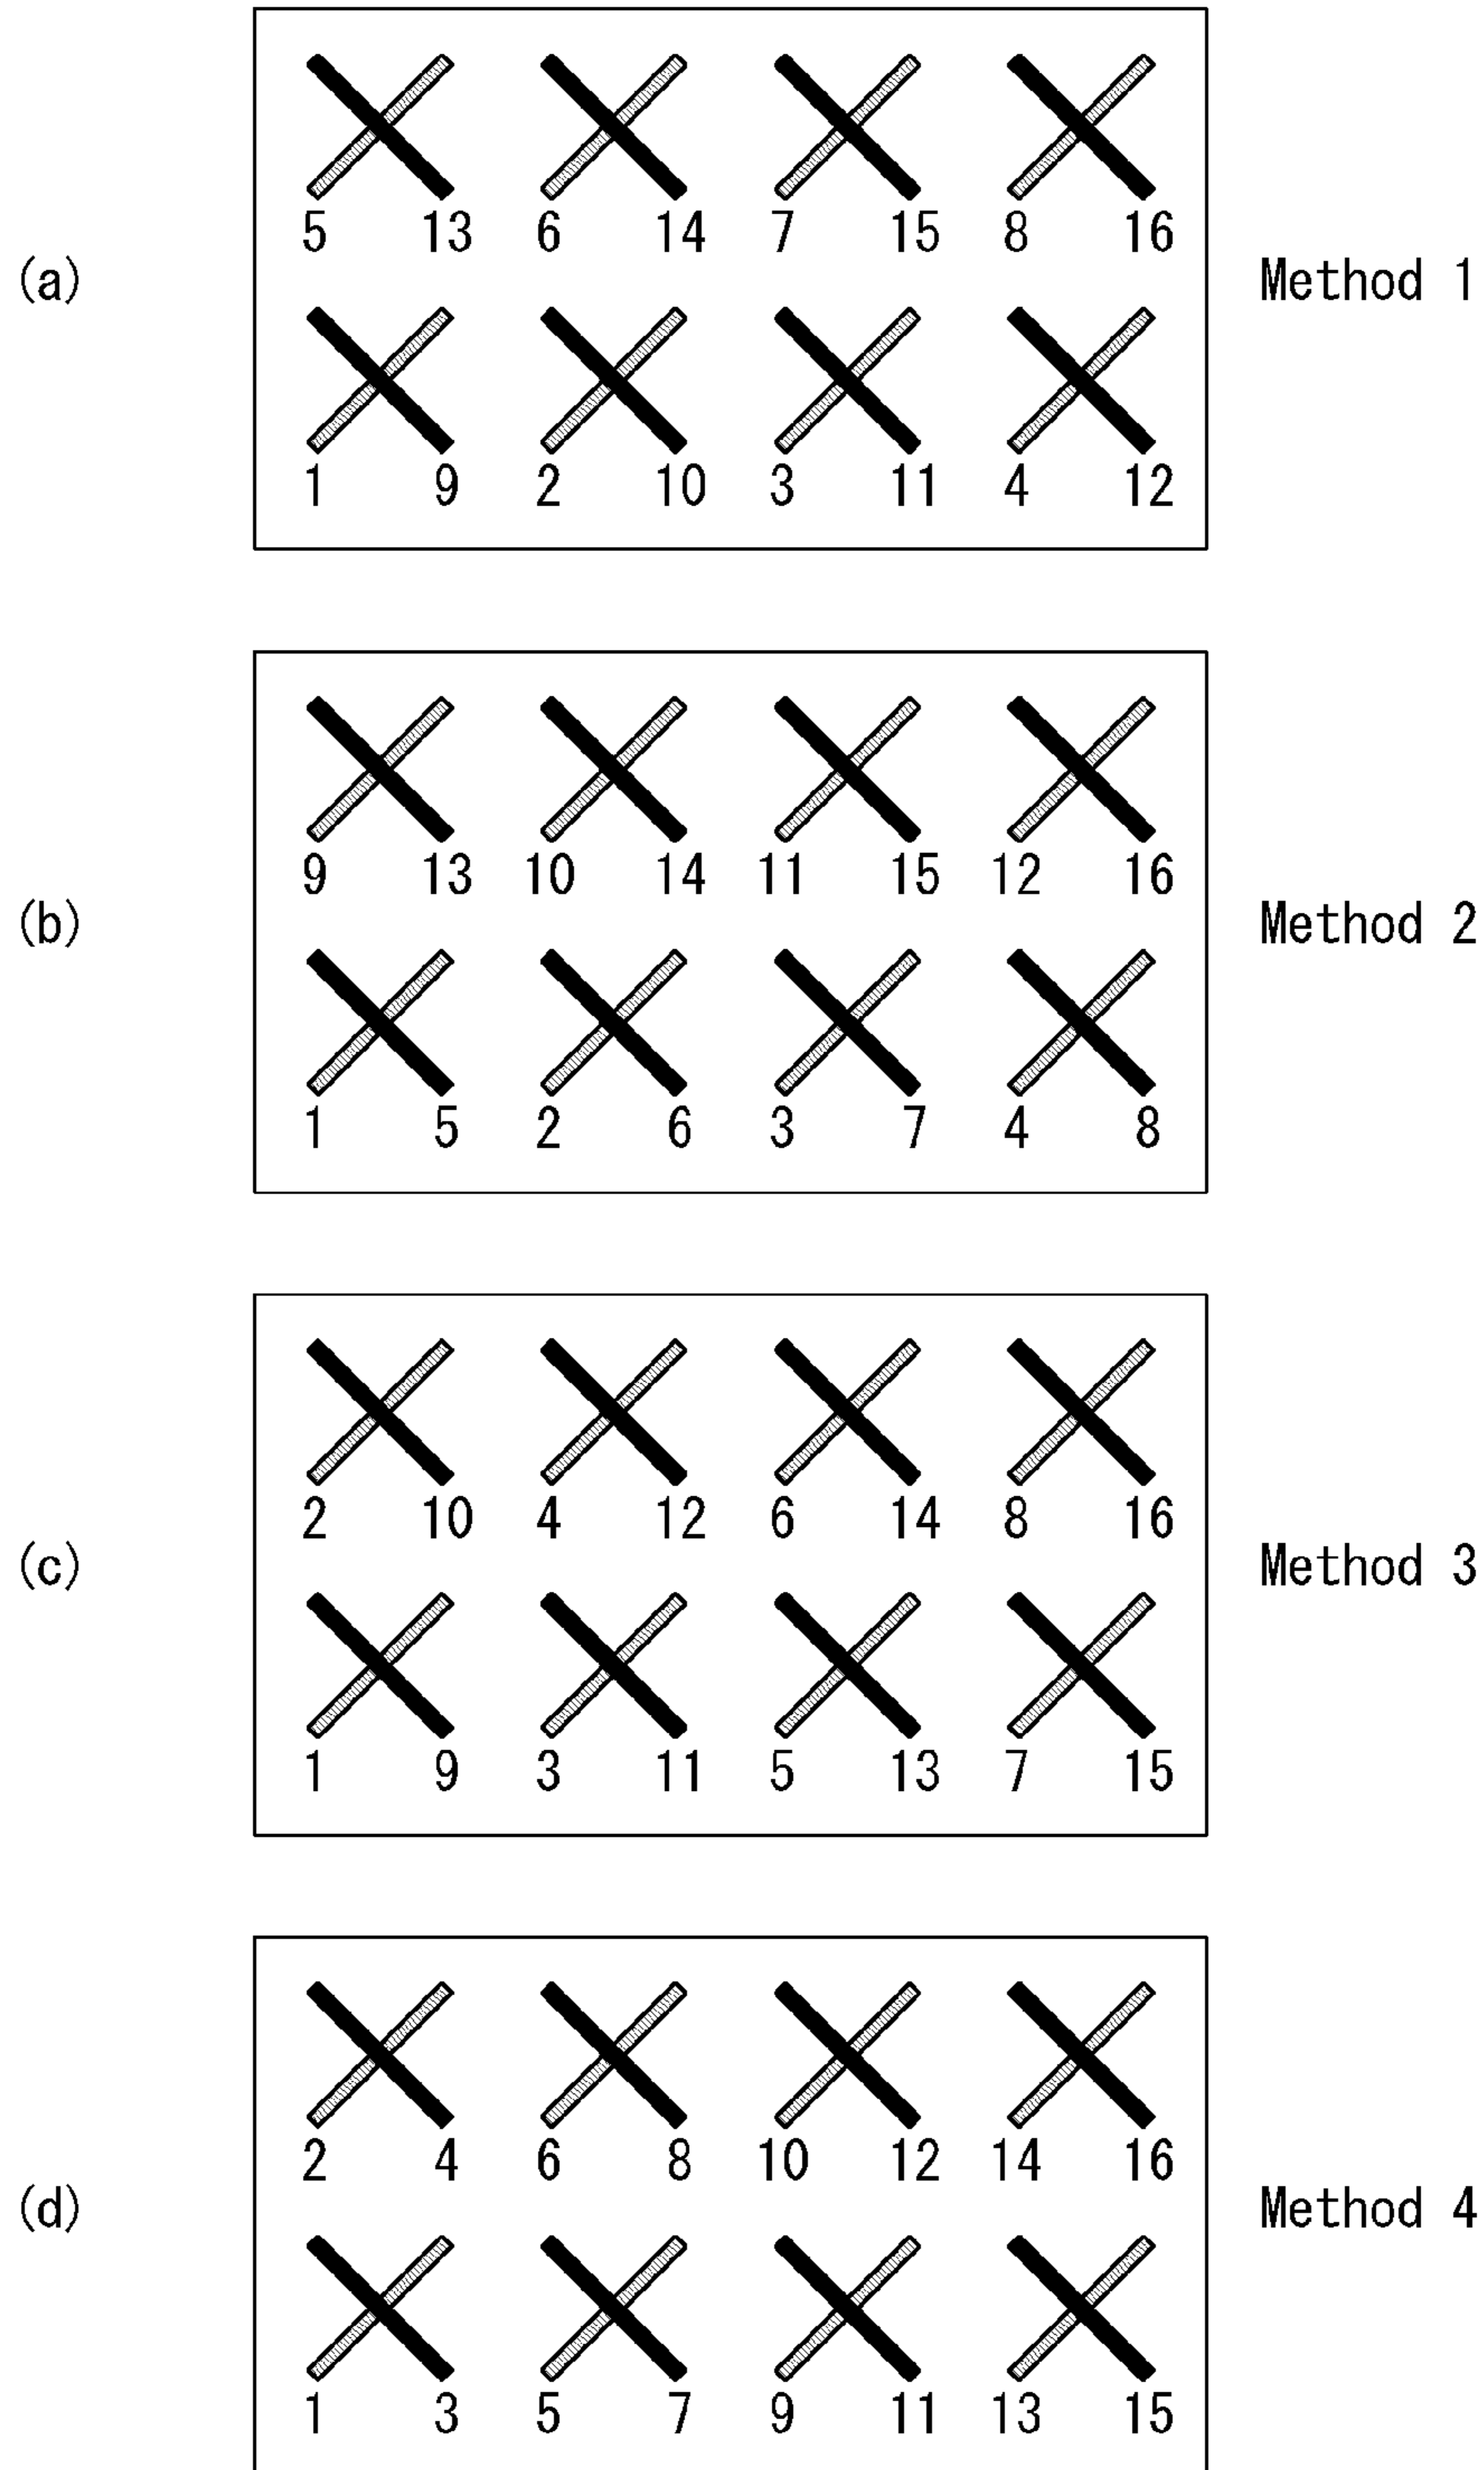 5 13 6 14 7 15 8 16
(a) Method 1
1 9 2 10 3 11 4 12
9 13 10 14 11 15 12 16
(b) Method 2
1 5 2 6 3 7 4 8
2 10 4 12 6 14 8 16
(c) Method 3
1 9 3 11 5 13 7 15
2 4 6 8 10 12 14 16
(d) Method 4
1 3 5 7 9 11 13 15